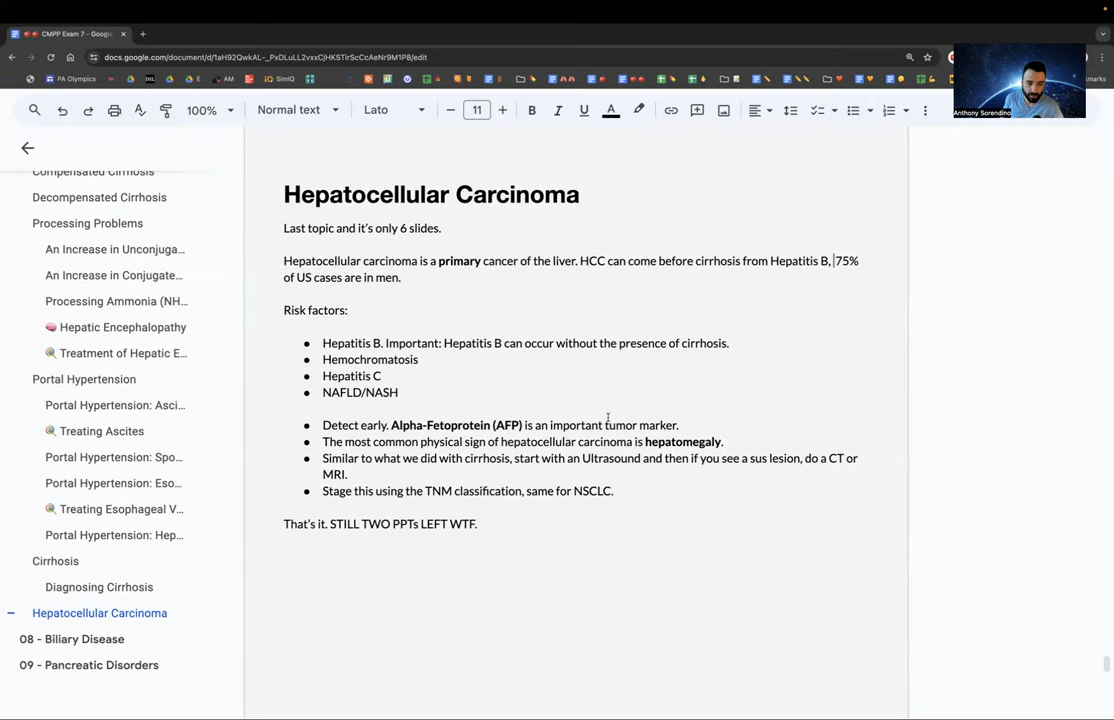 CMPP Exam 7 - Google Docs
docs.google.com/document/d/1aH92QwkAL-_PxDLuLL2vxxCjHKSTirScCcAeNr9M1P8/edit
PA Olympics
DXL
E
AM
SimIQ
marks
Anthony Sorendino
100%
Normal text
Lato
11
Compensated Cirrhosis
Decompensated Cirrhosis
Processing Problems
An Increase in Unconjuga...
An Increase in Conjugate...
Processing Ammonia (NH...
🧠 Hepatic Encephalopathy
🔍 Treatment of Hepatic E...
Portal Hypertension
Portal Hypertension: Asci...
🔍 Treating Ascites
Portal Hypertension: Spo...
Portal Hypertension: Eso...
🔍 Treating Esophageal V...
Portal Hypertension: Hep...
Cirrhosis
Diagnosing Cirrhosis
Hepatocellular Carcinoma
08 - Biliary Disease
09 - Pancreatic Disorders
Hepatocellular Carcinoma
Last topic and it's only 6 slides.
Hepatocellular carcinoma is a primary cancer of the liver. HCC can come before cirrhosis from Hepatitis B, 75%
of US cases are in men.
Risk factors:
● Hepatitis B. Important: Hepatitis B can occur without the presence of cirrhosis.
● Hemochromatosis
● Hepatitis C
● NAFLD/NASH
● Detect early. Alpha-Fetoprotein (AFP) is an important tumor marker.
● The most common physical sign of hepatocellular carcinoma is hepatomegaly.
● Similar to what we did with cirrhosis, start with an Ultrasound and then if you see a sus lesion, do a CT or
MRI.
● Stage this using the TNM classification, same for NSCLC.
That's it. STILL TWO PPTs LEFT WTF.